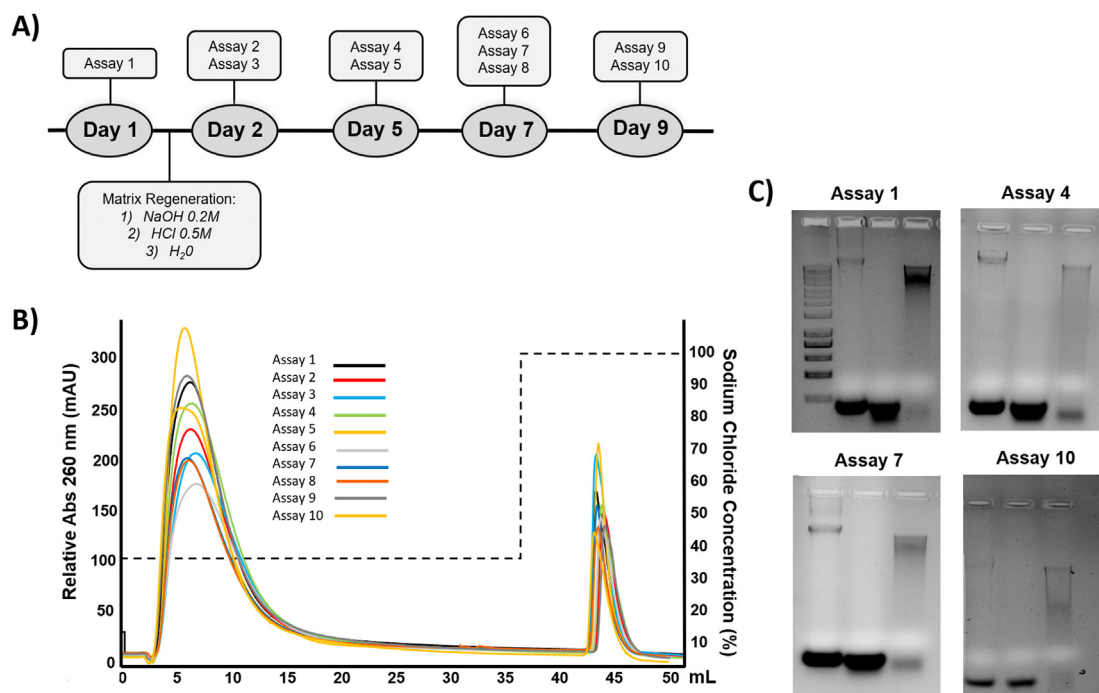 A)
Assay 1
Assay 2
Assay 3
Assay 4
Assay 5
Assay 6
Assay 7
Assay 8
Assay 9
Assay 10
Day 1
Day 2
Day 5
Day 7
Day 9
Matrix Regeneration:
1) NaOH 0.2M
2) HCl 0.5M
3) H₂0
B)
Relative Abs 260 nm (mAU)
300
250
200
150
100
50
0
Assay 1
Assay 2
Assay 3
Assay 4
Assay 5
Assay 6
Assay 7
Assay 8
Assay 9
Assay 10
100
90
80
70
60
50
40
30
20
10
Sodium Chloride Concentration (%)
0 5 10 15 20 25 30 35 40 45 50 mL
C)
Assay 1
Assay 4
Assay 7
Assay 10